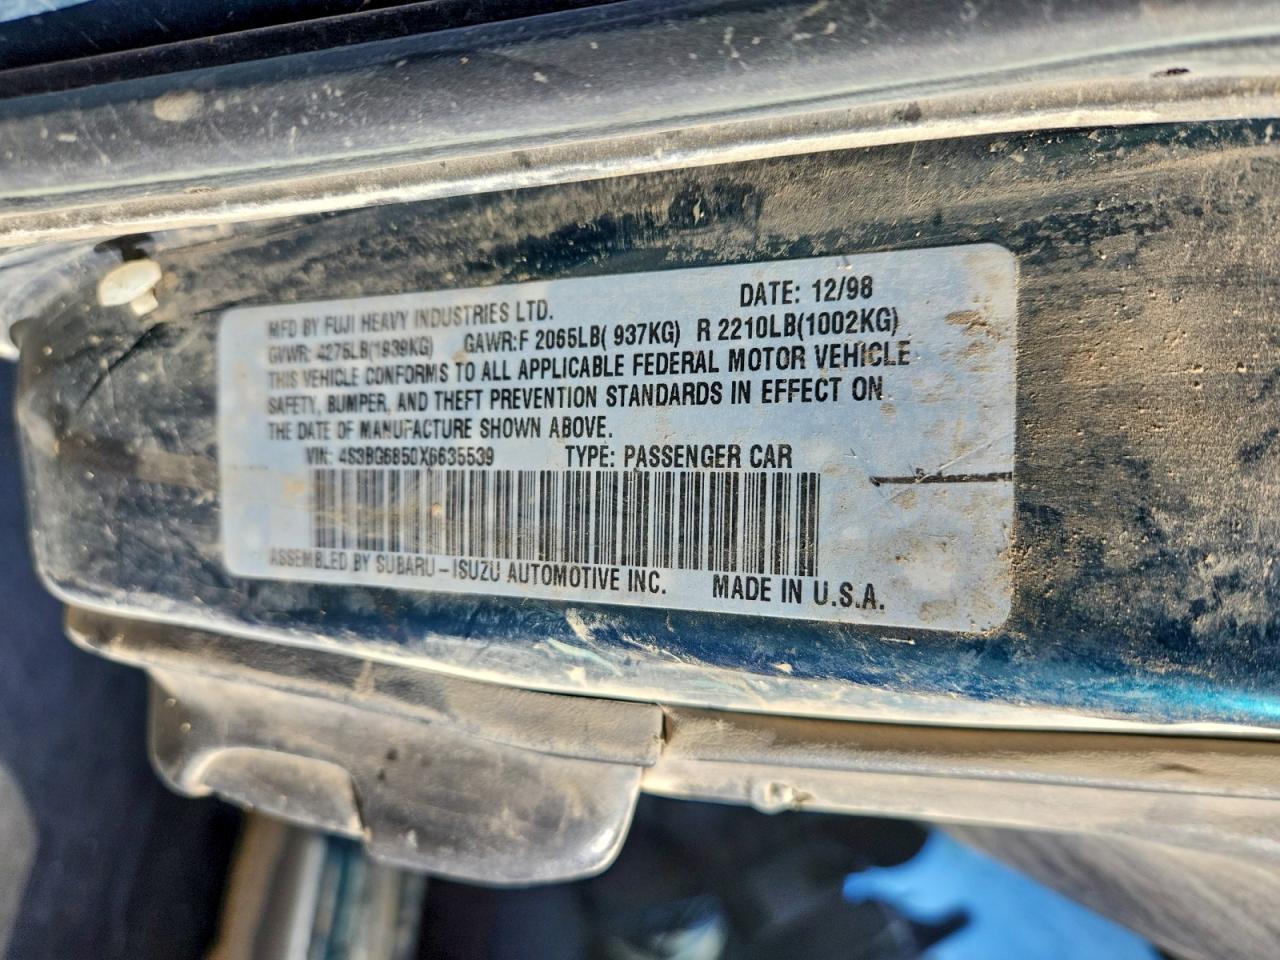 MFD BY FUJI HEAVY INDUSTRIES LTD. DATE: 12/98
GVWR: 4275LB(1939KG) GAWR:F 2065LB( 937KG) R 2210LB(1002KG)
THIS VEHICLE CONFORMS TO ALL APPLICABLE FEDERAL MOTOR VEHICLE
SAFETY, BUMPER, AND THEFT PREVENTION STANDARDS IN EFFECT ON
THE DATE OF MANUFACTURE SHOWN ABOVE.
VIN: 4S3BG6850X6635539 TYPE: PASSENGER CAR
ASSEMBLED BY SUBARU-ISUZU AUTOMOTIVE INC. MADE IN U.S.A.